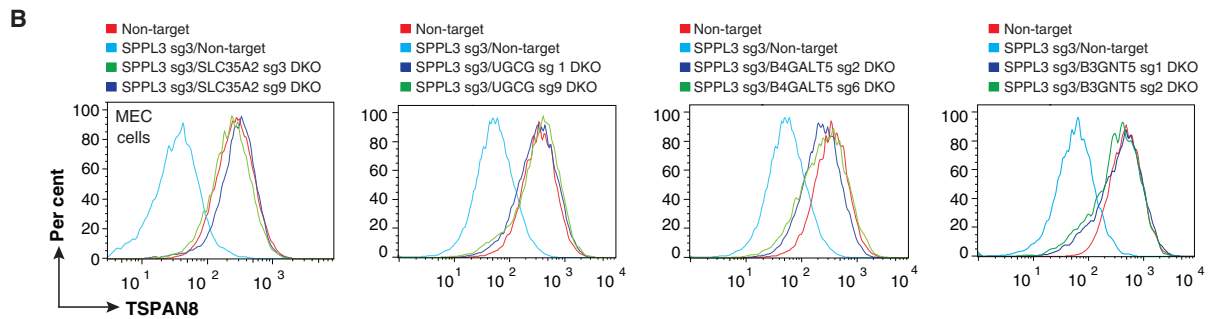 B
Non-target
SPPL3 sg3/Non-target
SPPL3 sg3/SLC35A2 sg3 DKO
SPPL3 sg3/SLC35A2 sg9 DKO
Non-target
SPPL3 sg3/Non-target
SPPL3 sg3/UGCG sg 1 DKO
SPPL3 sg3/UGCG sg9 DKO
Non-target
SPPL3 sg3/Non-target
SPPL3 sg3/B4GALT5 sg2 DKO
SPPL3 sg3/B4GALT5 sg6 DKO
Non-target
SPPL3 sg3/Non-target
SPPL3 sg3/B3GNT5 sg1 DKO
SPPL3 sg3/B3GNT5 sg2 DKO
Per cent
100
80
60
40
20
0
MEC
cells
10^1 10^2 10^3
100
80
60
40
20
0
10^1 10^2 10^3 10^4
100
80
60
40
20
0
10^1 10^2 10^3 10^4
100
80
60
40
20
0
10^1 10^2 10^3 10^4
TSPAN8